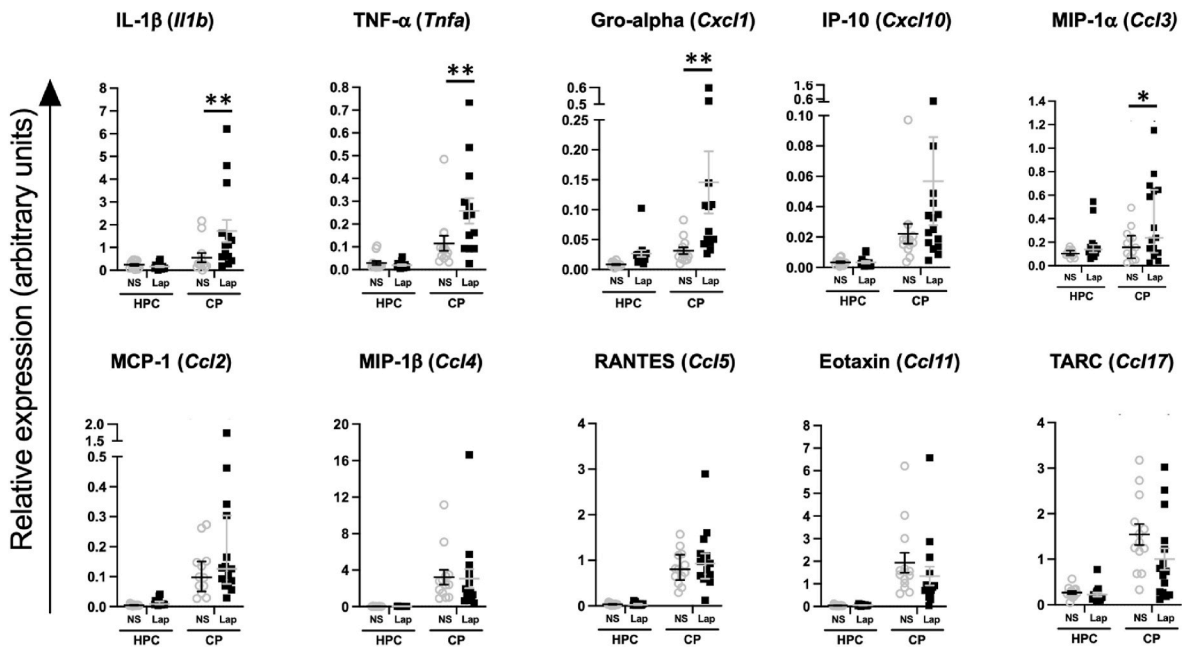 IL-1β (Il1b)
TNF-α (Tnfa)
Gro-alpha (Cxcl1)
IP-10 (Cxcl10)
MIP-1α (Ccl3)
Relative expression (arbitrary units)
8
7
6
5
4
3
2
1
0
**
NS Lap NS Lap
HPC CP
0.8
0.7
0.6
0.5
0.4
0.3
0.2
0.1
0.0
**
NS Lap NS Lap
HPC CP
0.6
0.5
0.25
0.20
0.15
0.10
0.05
0.00
**
NS Lap NS Lap
HPC CP
1.6
0.6
0.10
0.08
0.06
0.04
0.02
0.00
NS Lap NS Lap
HPC CP
1.4
1.2
1.0
0.8
0.6
0.4
0.2
0.0
*
NS Lap NS Lap
HPC CP
MCP-1 (Ccl2)
MIP-1β (Ccl4)
RANTES (Ccl5)
Eotaxin (Ccl11)
TARC (Ccl17)
2.0
1.5
0.5
0.4
0.3
0.2
0.1
0.0
NS Lap NS Lap
HPC CP
20
16
12
8
4
0
NS Lap NS Lap
HPC CP
4
3
2
1
0
NS Lap NS Lap
HPC CP
8
7
6
5
4
3
2
1
0
NS Lap NS Lap
HPC CP
4
3
2
1
0
NS Lap NS Lap
HPC CP